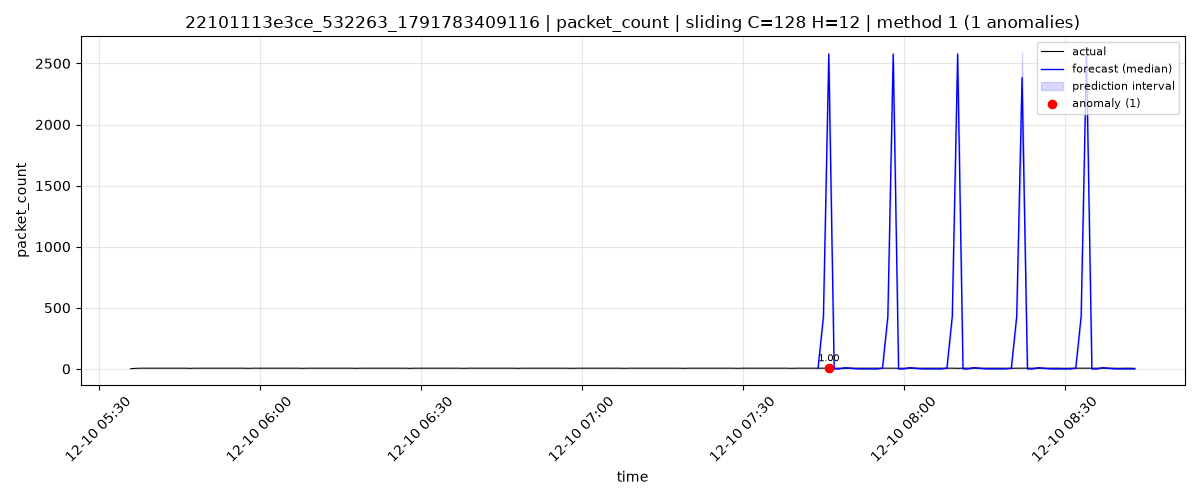 22101113e3ce_532263_1791783409116 | packet_count | sliding C=128 H=12 | method 1 (1 anomalies)
actual
forecast (median)
prediction interval
anomaly (1)
packet_count
2500
2000
1500
1000
500
0
1.00
12-10 05:30
12-10 06:00
12-10 06:30
12-10 07:00
12-10 07:30
12-10 08:00
12-10 08:30
time